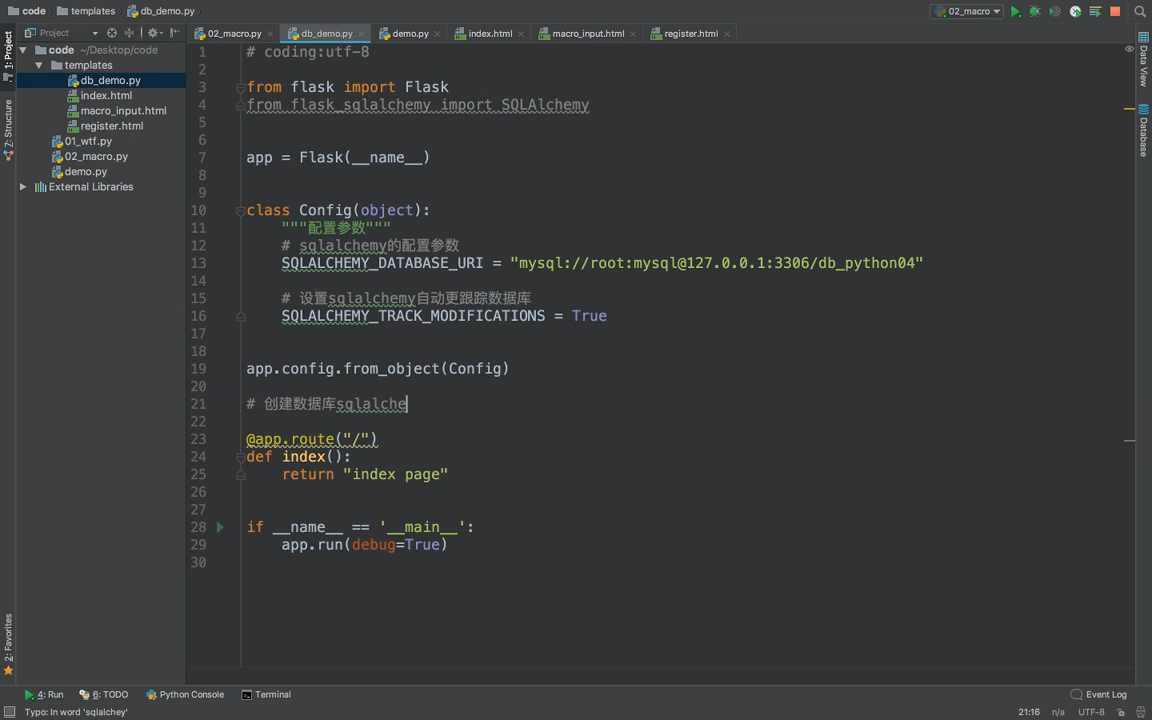 code
templates
db_demo.py
02_macro
Project
02_macro.py
db_demo.py
demo.py
index.html
macro_input.html
register.html
1: Project
Z: Structure
2: Favorites
code ~/Desktop/code
templates
db_demo.py
index.html
macro_input.html
register.html
01_wtf.py
02_macro.py
demo.py
External Libraries
1 # coding:utf-8
2
3 from flask import Flask
4 from flask_sqlalchemy import SQLAlchemy
5
6
7 app = Flask(__name__)
8
9
10 class Config(object):
11 """配置参数"""
12 # sqlalchemy的配置参数
13 SQLALCHEMY_DATABASE_URI = "mysql://root:mysql@127.0.0.1:3306/db_python04"
14
15 # 设置sqlalchemy自动更跟踪数据库
16 SQLALCHEMY_TRACK_MODIFICATIONS = True
17
18
19 app.config.from_object(Config)
20
21 # 创建数据库sqlalche
22
23 @app.route("/")
24 def index():
25 return "index page"
26
27
28 if __name__ == '__main__':
29 app.run(debug=True)
30
Data View
Database
4: Run
6: TODO
Python Console
Terminal
Event Log
Typo: In word 'sqlalchey'
21:16
n/a
UTF-8